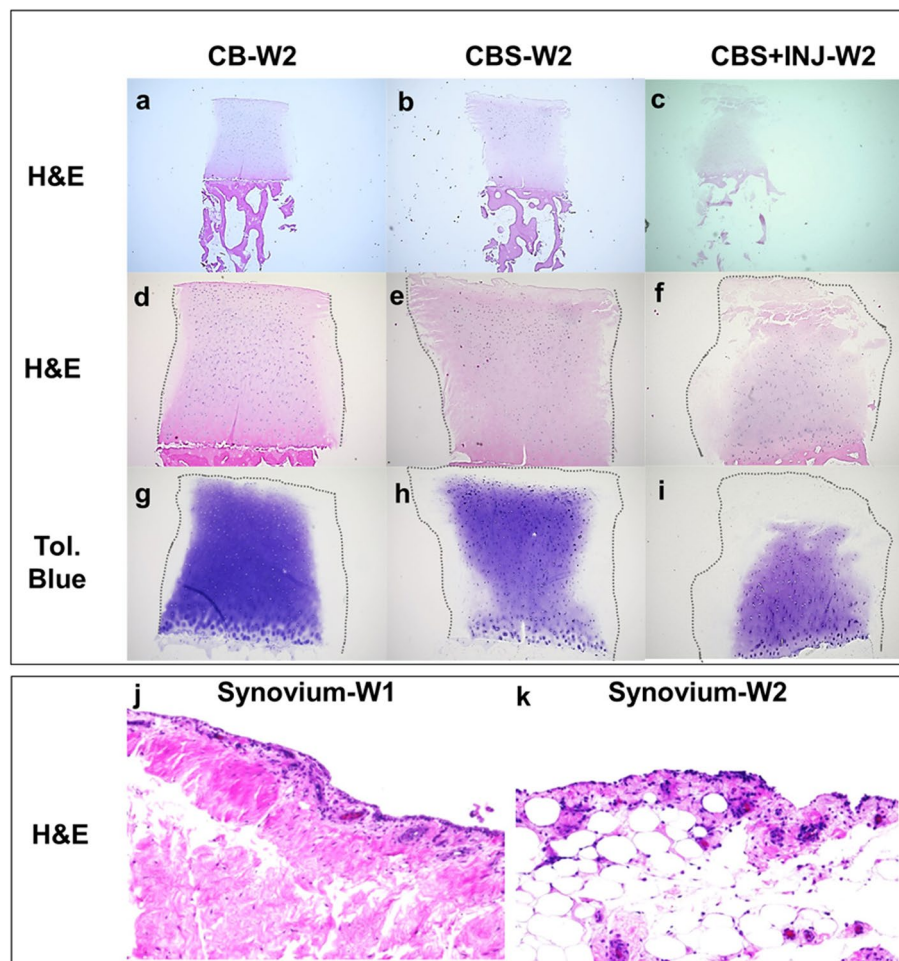 CB-W2 CBS-W2 CBS+INJ-W2
a b c
H&E
d e f
H&E
g h i
Tol.
Blue
j Synovium-W1 k Synovium-W2
H&E